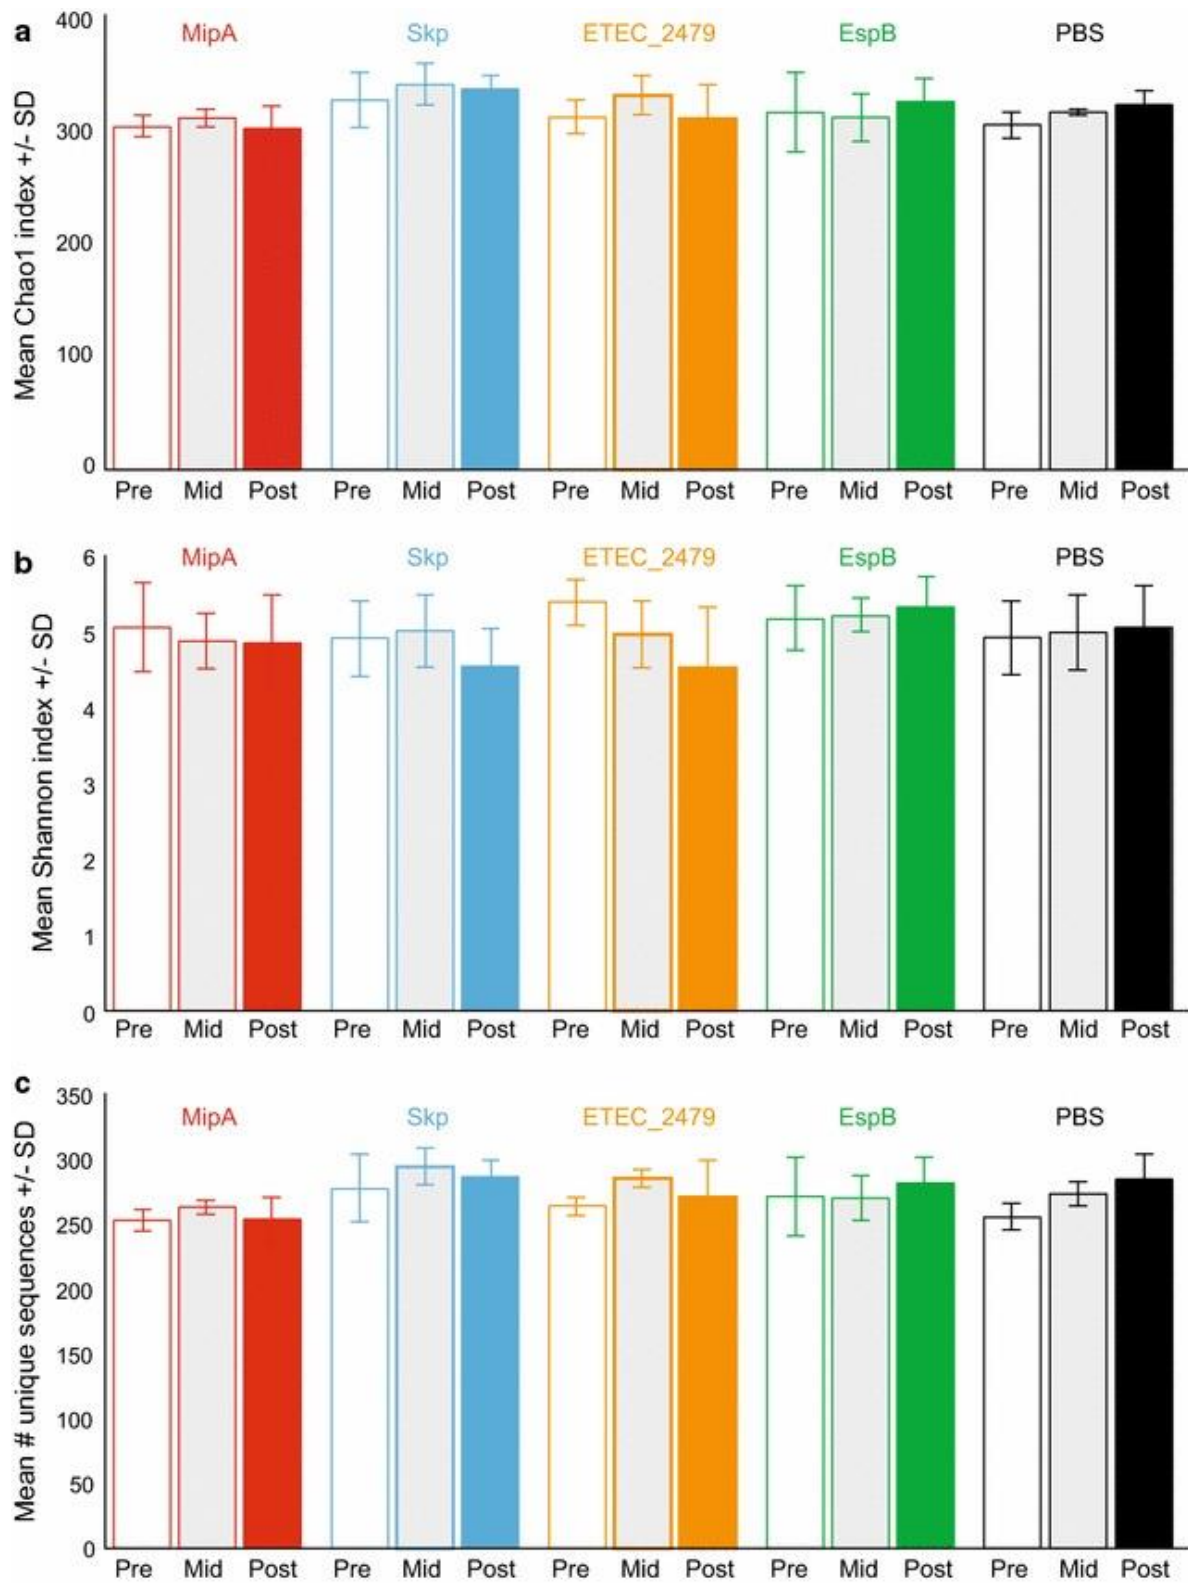 a
MipA Skp ETEC_2479 EspB PBS
Mean Chao1 index +/- SD
400
300
200
100
0
Pre Mid Post Pre Mid Post Pre Mid Post Pre Mid Post Pre Mid Post
b
MipA Skp ETEC_2479 EspB PBS
Mean Shannon index +/- SD
6
5
4
3
2
1
0
Pre Mid Post Pre Mid Post Pre Mid Post Pre Mid Post Pre Mid Post
c
MipA Skp ETEC_2479 EspB PBS
Mean # unique sequences +/- SD
350
300
250
200
150
100
50
0
Pre Mid Post Pre Mid Post Pre Mid Post Pre Mid Post Pre Mid Post